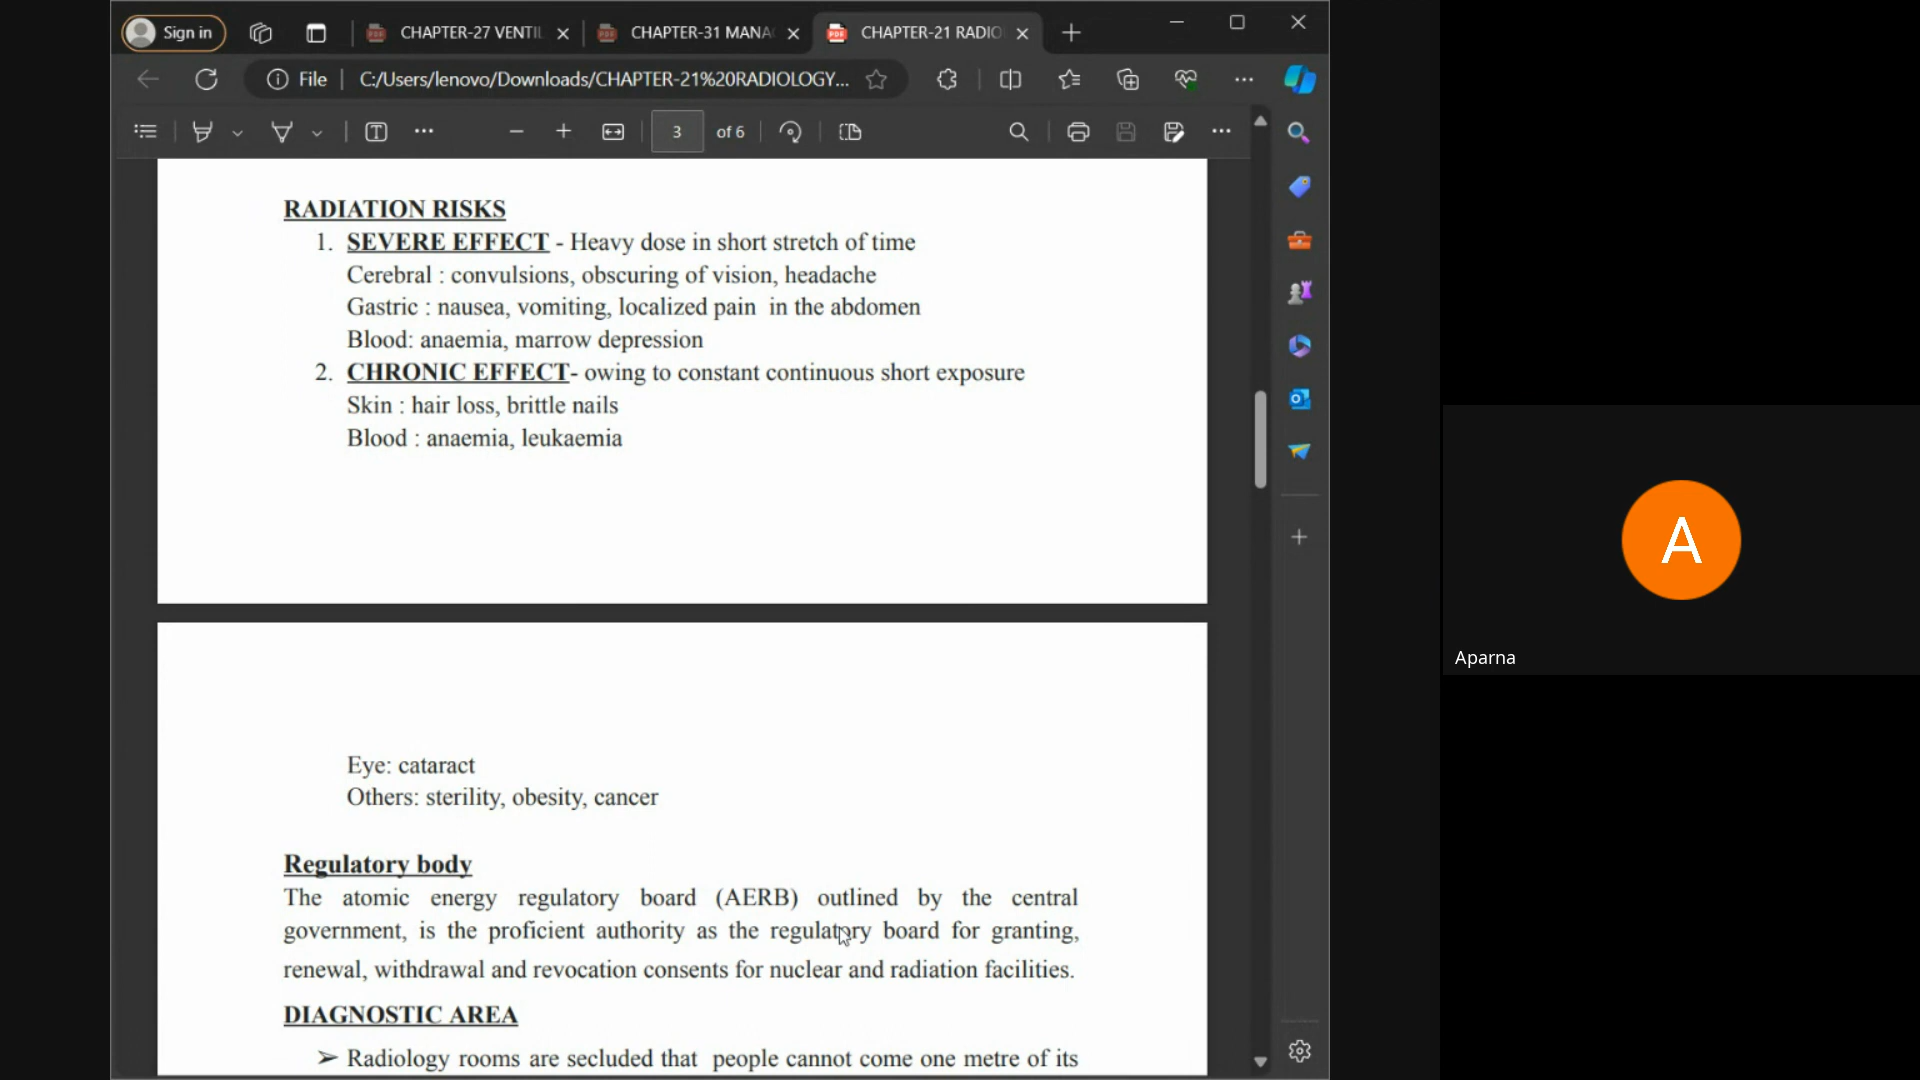 Sign in
CHAPTER-27 VENTIL
CHAPTER-31 MANA
CHAPTER-21 RADIO
File
C:/Users/lenovo/Downloads/CHAPTER-21%20RADIOLOGY...
3 of 6
RADIATION RISKS
1. SEVERE EFFECT - Heavy dose in short stretch of time
Cerebral : convulsions, obscuring of vision, headache
Gastric : nausea, vomiting, localized pain in the abdomen
Blood: anaemia, marrow depression
2. CHRONIC EFFECT- owing to constant continuous short exposure
Skin : hair loss, brittle nails
Blood : anaemia, leukaemia
Eye: cataract
Others: sterility, obesity, cancer
Regulatory body
The atomic energy regulatory board (AERB) outlined by the central
government, is the proficient authority as the regulatory board for granting,
renewal, withdrawal and revocation consents for nuclear and radiation facilities.
DIAGNOSTIC AREA
➢ Radiology rooms are secluded that people cannot come one metre of its
A
Aparna